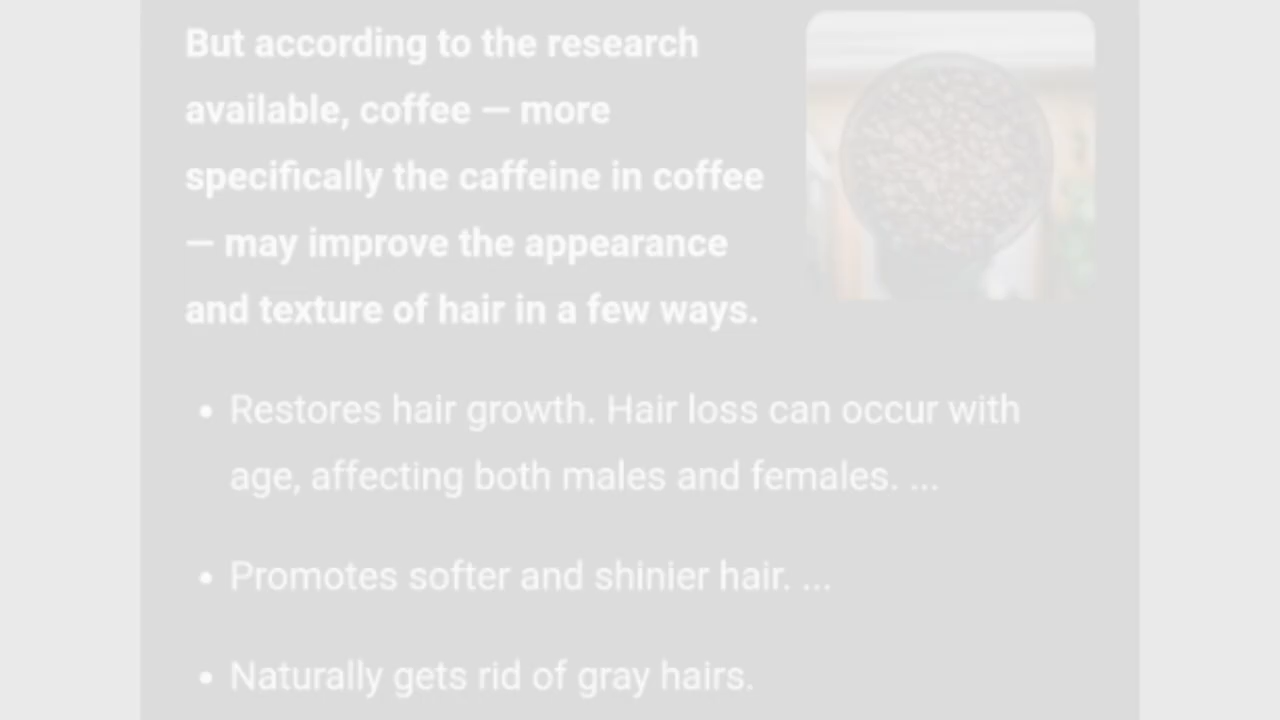 But according to the research
available, coffee — more
specifically the caffeine in coffee
— may improve the appearance
and texture of hair in a few ways.
• Restores hair growth. Hair loss can occur with
age, affecting both males and females. ...
• Promotes softer and shinier hair. ...
• Naturally gets rid of gray hairs.